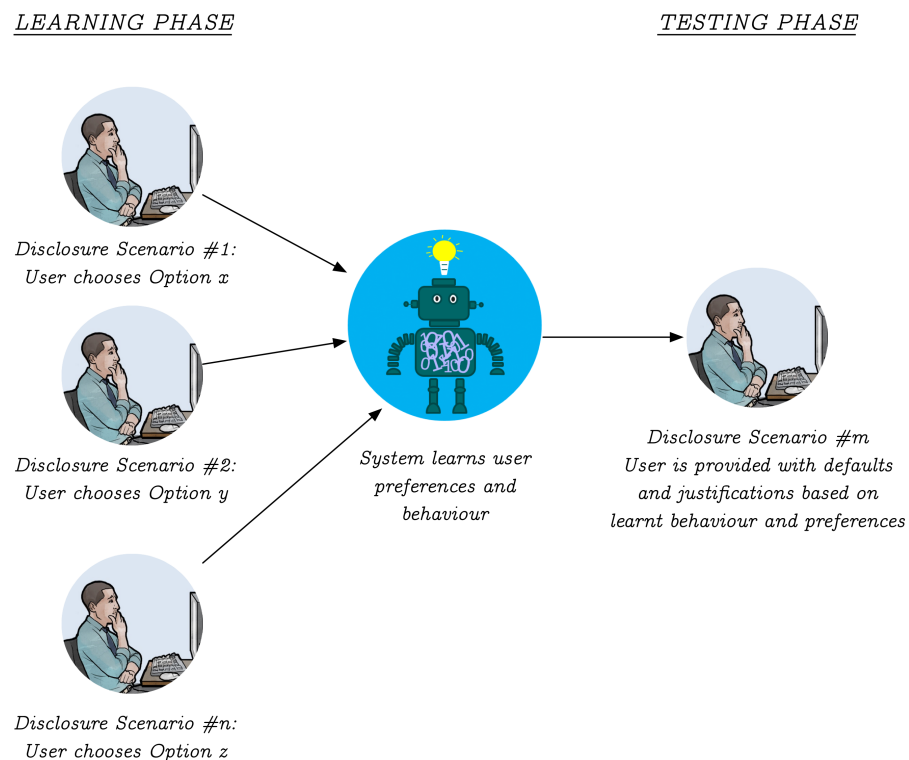 LEARNING PHASE
TESTING PHASE
Disclosure Scenario #1:
User chooses Option x
Disclosure Scenario #2:
User chooses Option y
Disclosure Scenario #n:
User chooses Option z
System learns user
preferences and
behaviour
Disclosure Scenario #m
User is provided with defaults
and justifications based on
learnt behaviour and preferences